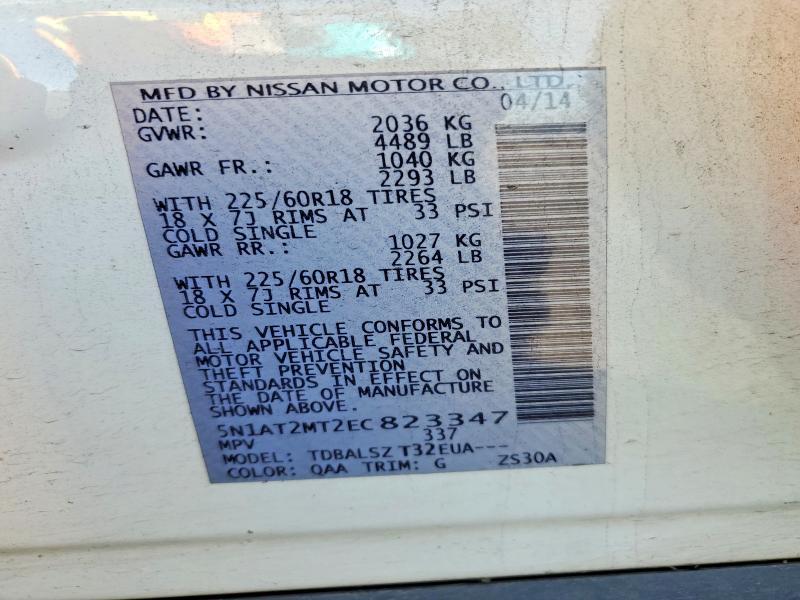 MFD BY NISSAN MOTOR CO., LTD.
DATE: 04/14
GVWR: 2036 KG
4489 LB
GAWR FR.: 1040 KG
2293 LB
WITH 225/60R18 TIRES
18 X 7J RIMS AT 33 PSI
COLD SINGLE
GAWR RR.: 1027 KG
2264 LB
WITH 225/60R18 TIRES
18 X 7J RIMS AT 33 PSI
COLD SINGLE
THIS VEHICLE CONFORMS TO
ALL APPLICABLE FEDERAL
MOTOR VEHICLE SAFETY AND
THEFT PREVENTION
STANDARDS IN EFFECT ON
THE DATE OF MANUFACTURE
SHOWN ABOVE.
5N1AT2MT2EC823347
MPV 337
MODEL: TDBALSZ T32EUA---
COLOR: QAA TRIM: G ZS30A